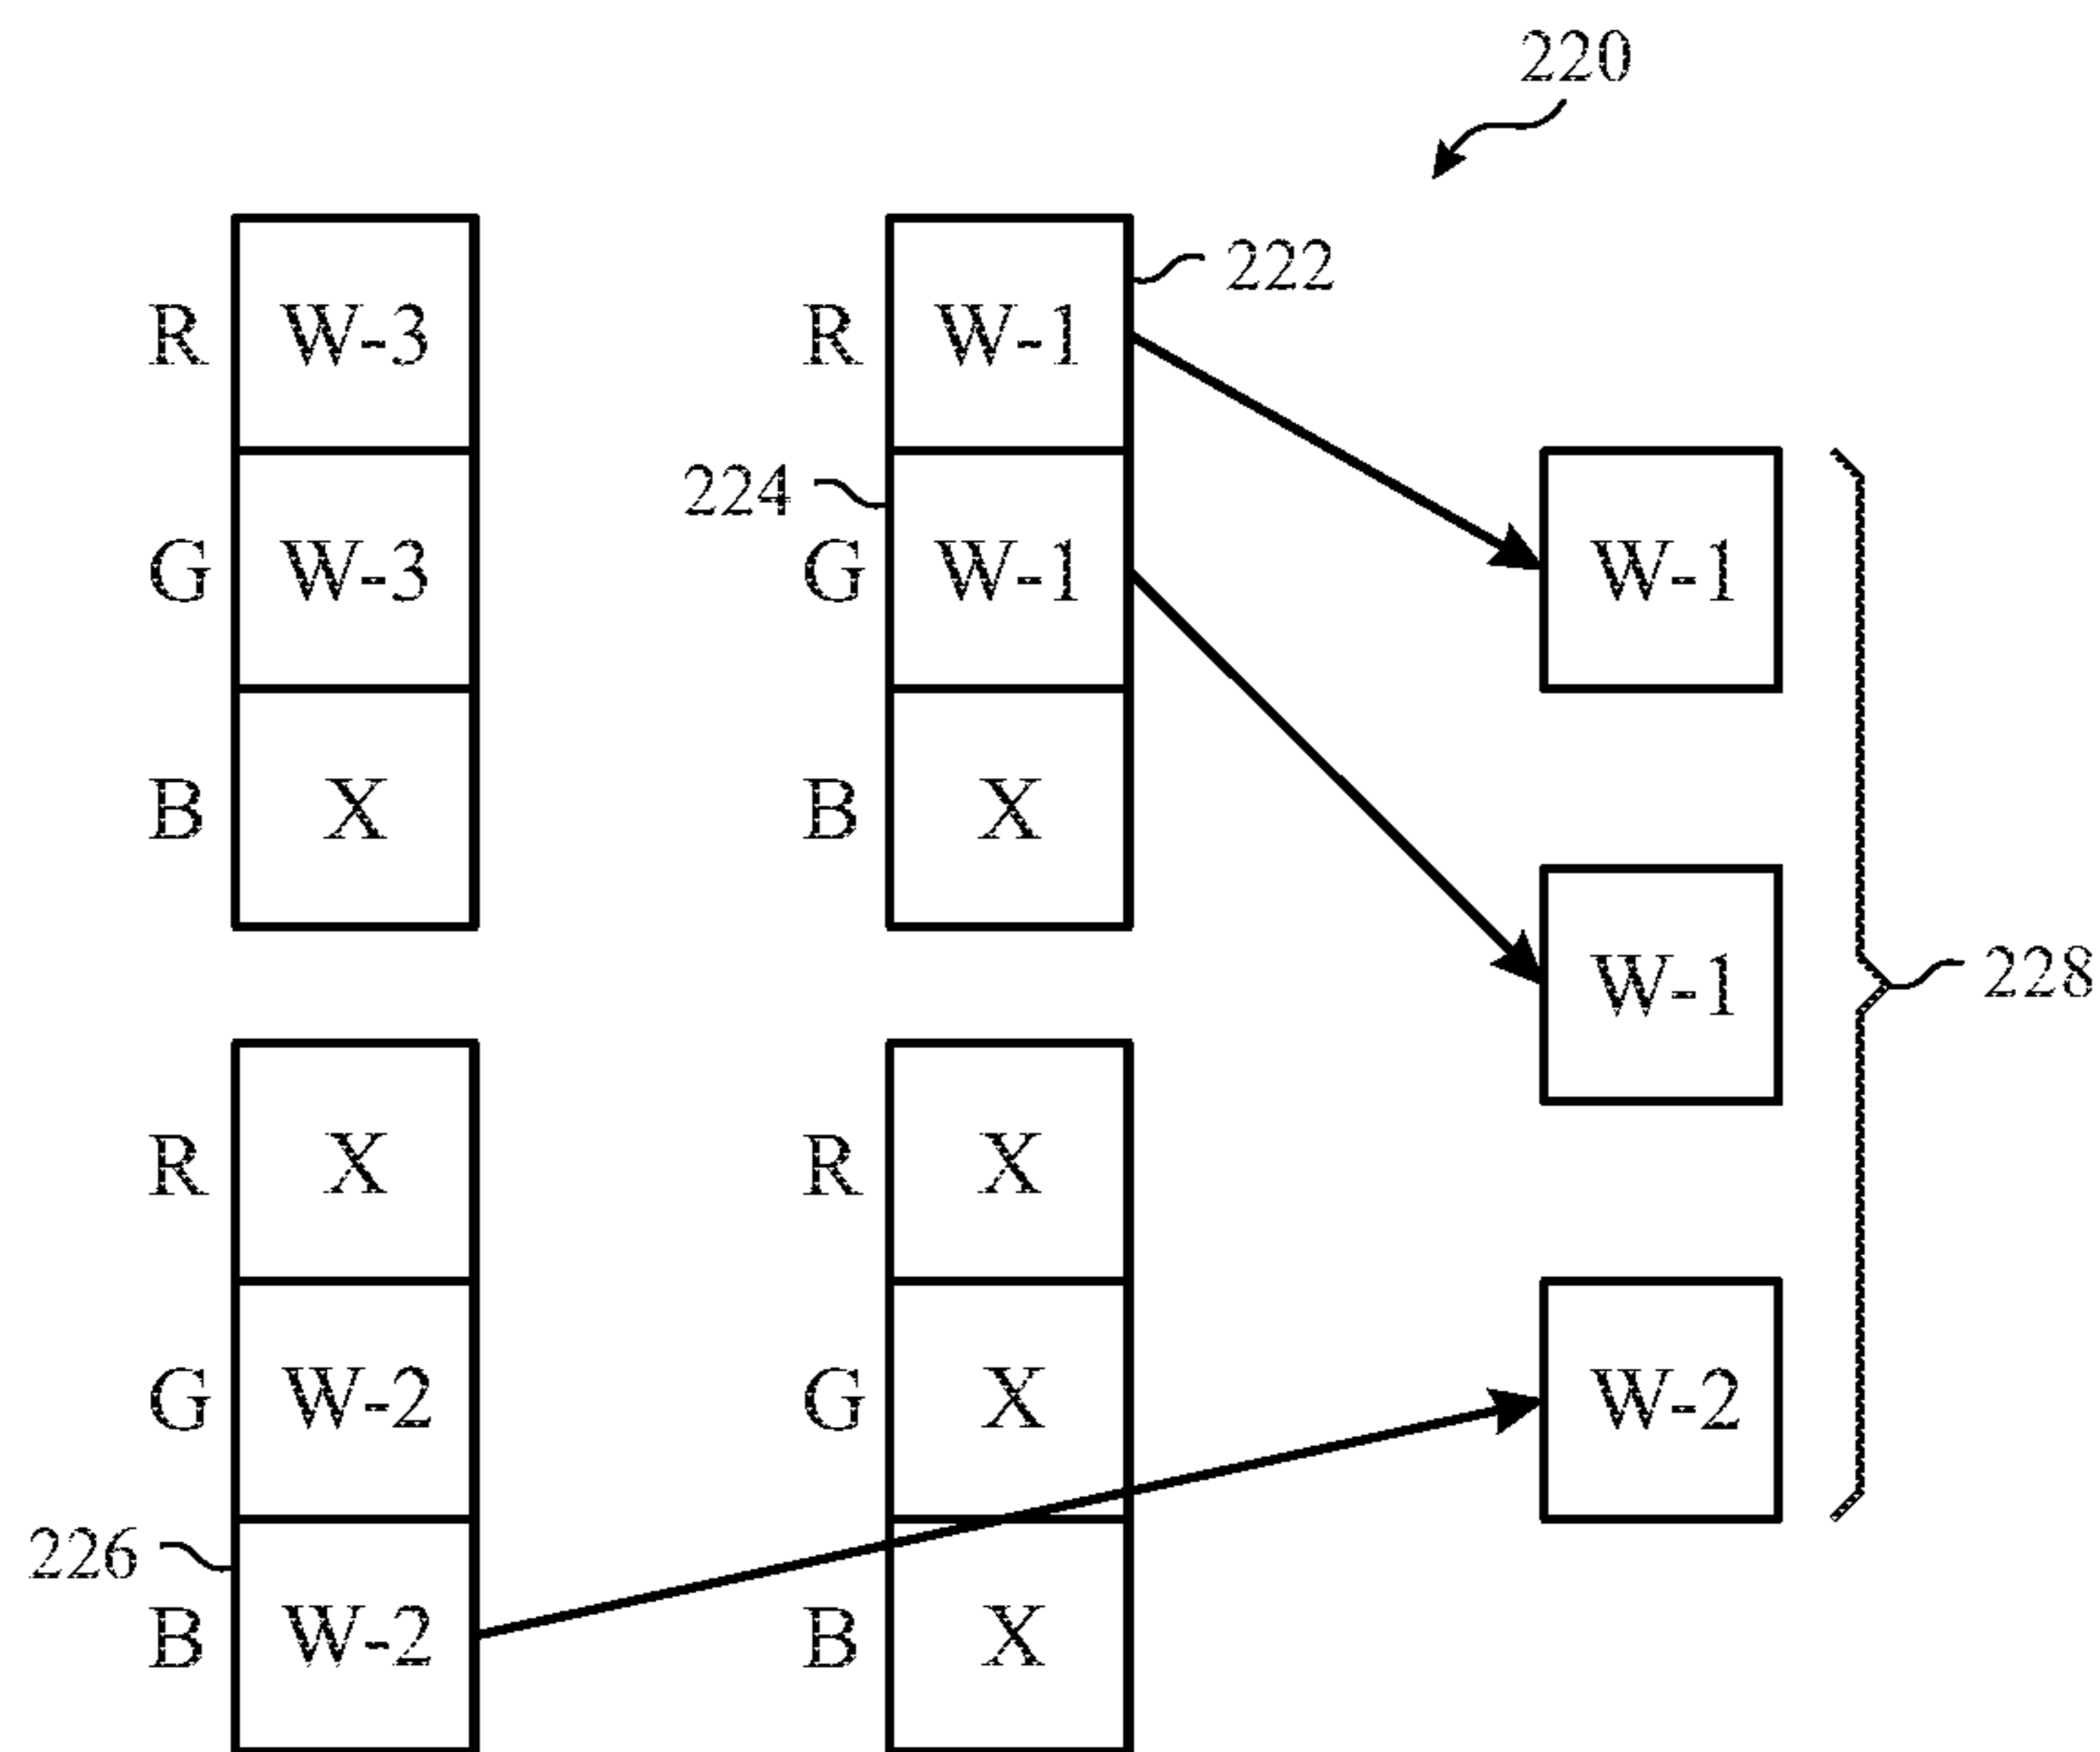 220
222
R W-3 R W-1
224
G W-3 G W-1 W-1
B X B X
W-1 228
R X R X
G W-2 G X W-2
226
B W-2 B X